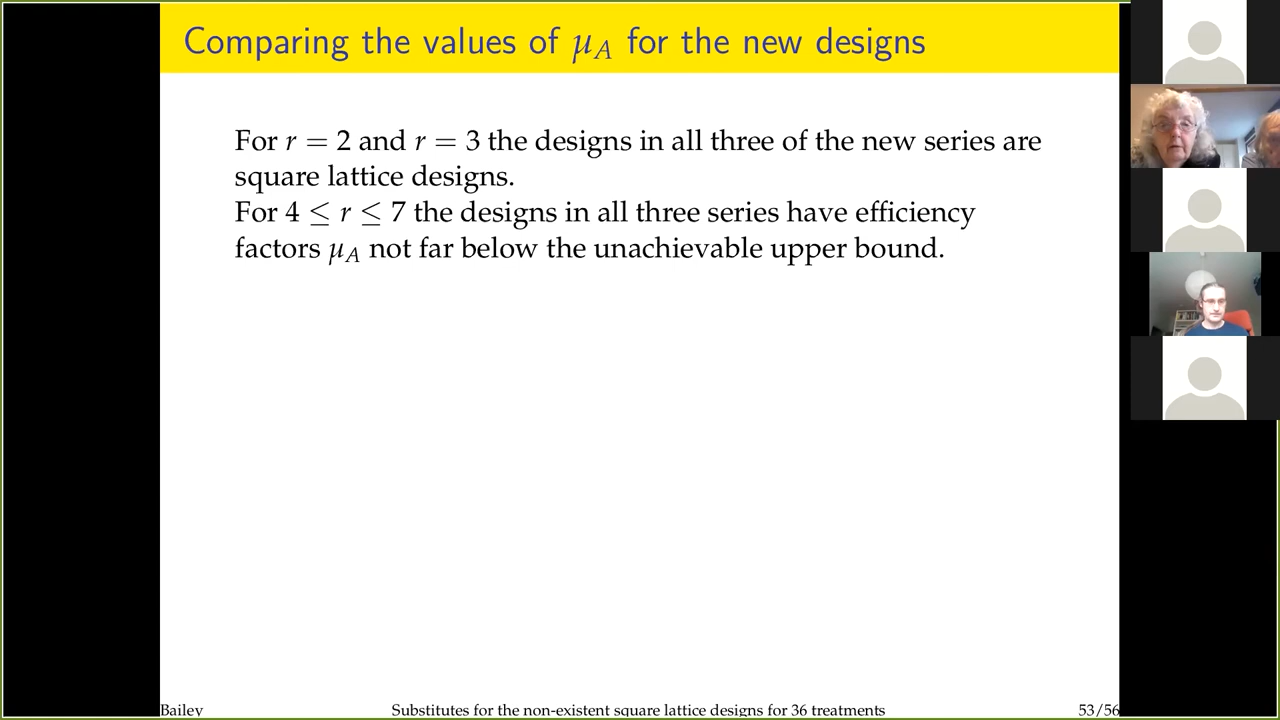 Comparing the values of μ_A for the new designs
For r = 2 and r = 3 the designs in all three of the new series are
square lattice designs.
For 4 ≤ r ≤ 7 the designs in all three series have efficiency
factors μ_A not far below the unachievable upper bound.
Bailey
Substitutes for the non-existent square lattice designs for 36 treatments
53/56